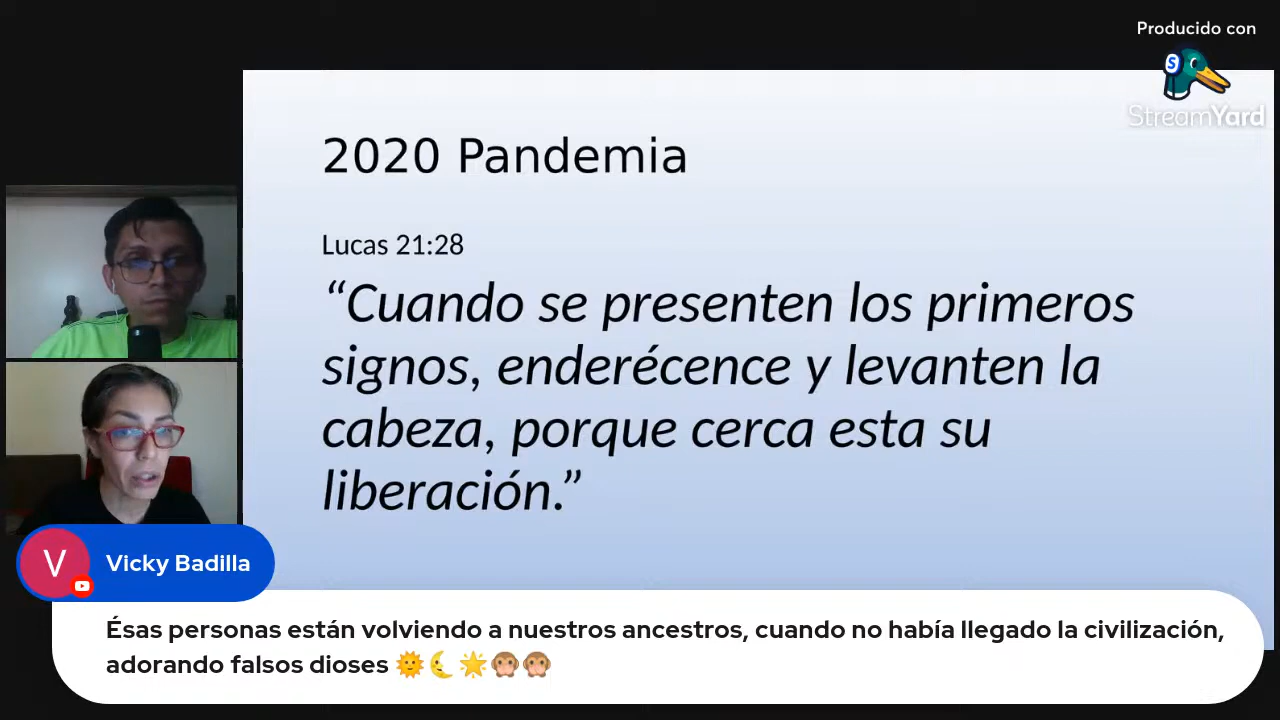 Producido con
StreamYard
2020 Pandemia
Lucas 21:28
“Cuando se presenten los primeros
signos, enderécence y levanten la
cabeza, porque cerca esta su
liberación.”
V
Vicky Badilla
Ésas personas están volviendo a nuestros ancestros, cuando no había llegado la civilización,
adorando falsos dioses 🌞🌜🌟🙊🙊